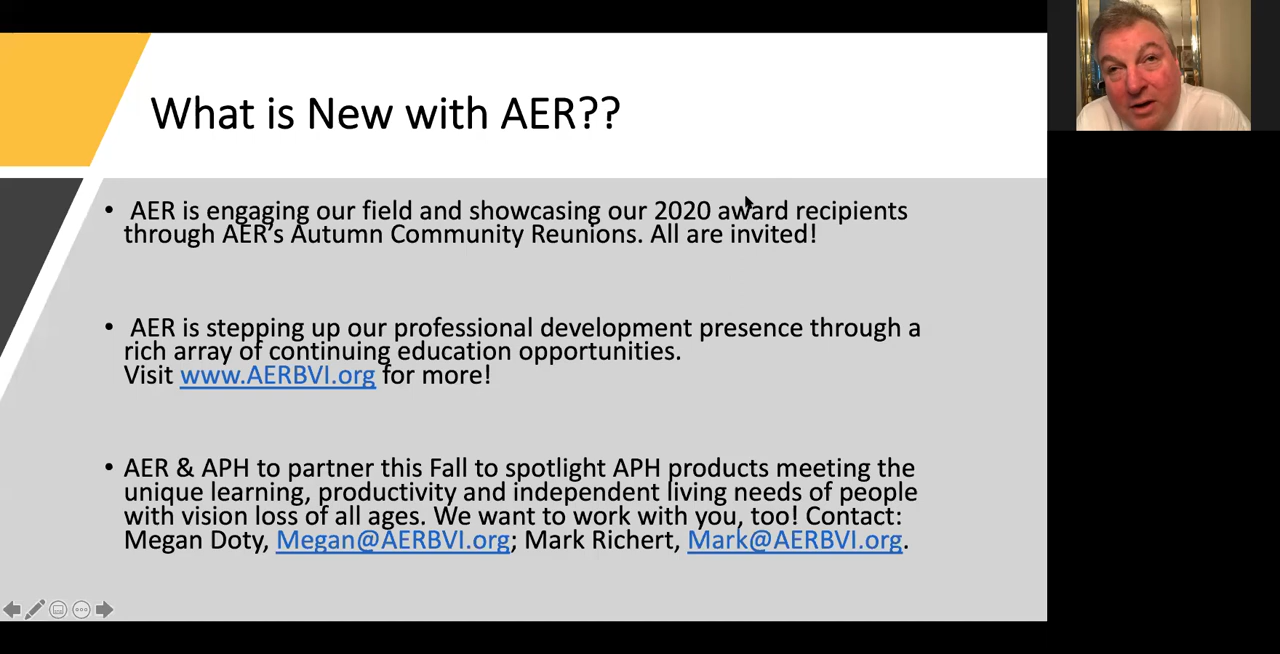 What is New with AER??
• AER is engaging our field and showcasing our 2020 award recipients
through AER's Autumn Community Reunions. All are invited!
• AER is stepping up our professional development presence through a
rich array of continuing education opportunities.
Visit www.AERBVI.org for more!
• AER & APH to partner this Fall to spotlight APH products meeting the
unique learning, productivity and independent living needs of people
with vision loss of all ages. We want to work with you, too! Contact:
Megan Doty, Megan@AERBVI.org; Mark Richert, Mark@AERBVI.org.